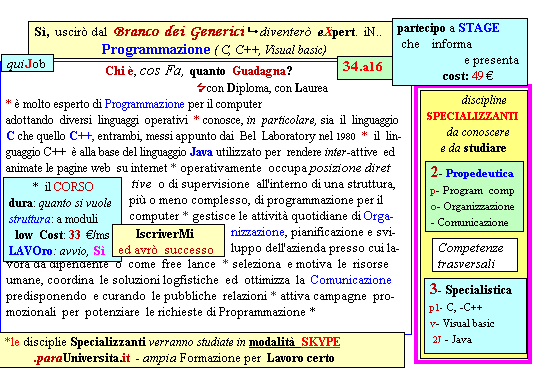 Sì, uscirò dal Branco dei Generici ↪ diventerò eXpert. iN..
Programmazione ( C, C++, Visual basic)
partecipo a STAGE
che informa
e presenta
cost: 49 €
qui Job
Chi è, cosa Fa, quanto Guadagna?
34.a16
con Diploma, con Laurea
* è molto esperto di Programmazione per il computer
adottando diversi linguaggi operativi * conosce, in particolare, sia il linguaggio
C che quello C++, entrambi, messi appunto dai Bel Laboratory nel 1980 * il lin-
guaggio C++ è alla base del linguaggio Java utilizzato per rendere inter-attive ed
animate le pagine web su internet * operativamente occupa posizione diret
tive o di supervisione all'interno di una struttura,
più o meno complesso, di programmazione per il
computer * gestisce le attività quotidiane di Orga-
nizzazione, pianificazione e svi-
luppo dell'azienda presso cui la-
vora da dipendente o come free lance * seleziona e motiva le risorse
umane, coordina le soluzioni logfistiche ed ottimizza la Comunicazione
predisponendo e curando le pubbliche relazioni * attiva campagne pro-
mozionali per potenziare le richieste di Proprammazione *
* il CORSO
dura: quanto si vuole
struttura: a moduli
low Cost: 33 €/ms
LAVOro: avvio, Sì
IscriverMi
ed avrò successo
discipline
SPECIALIZZANTI
da conoscere
e da studiare
2- Propedeutica
p- Program comp
o- Organizzazione
- Comunicazione
Competenze
trasversali
3- Specialistica
p1- C, -C++
v- Visual basic
2J - Java
*le disciplie Specializzanti verranno studiate in modalità SKYPE
.paraUniversita.it - ampia Formazione per Lavoro certo